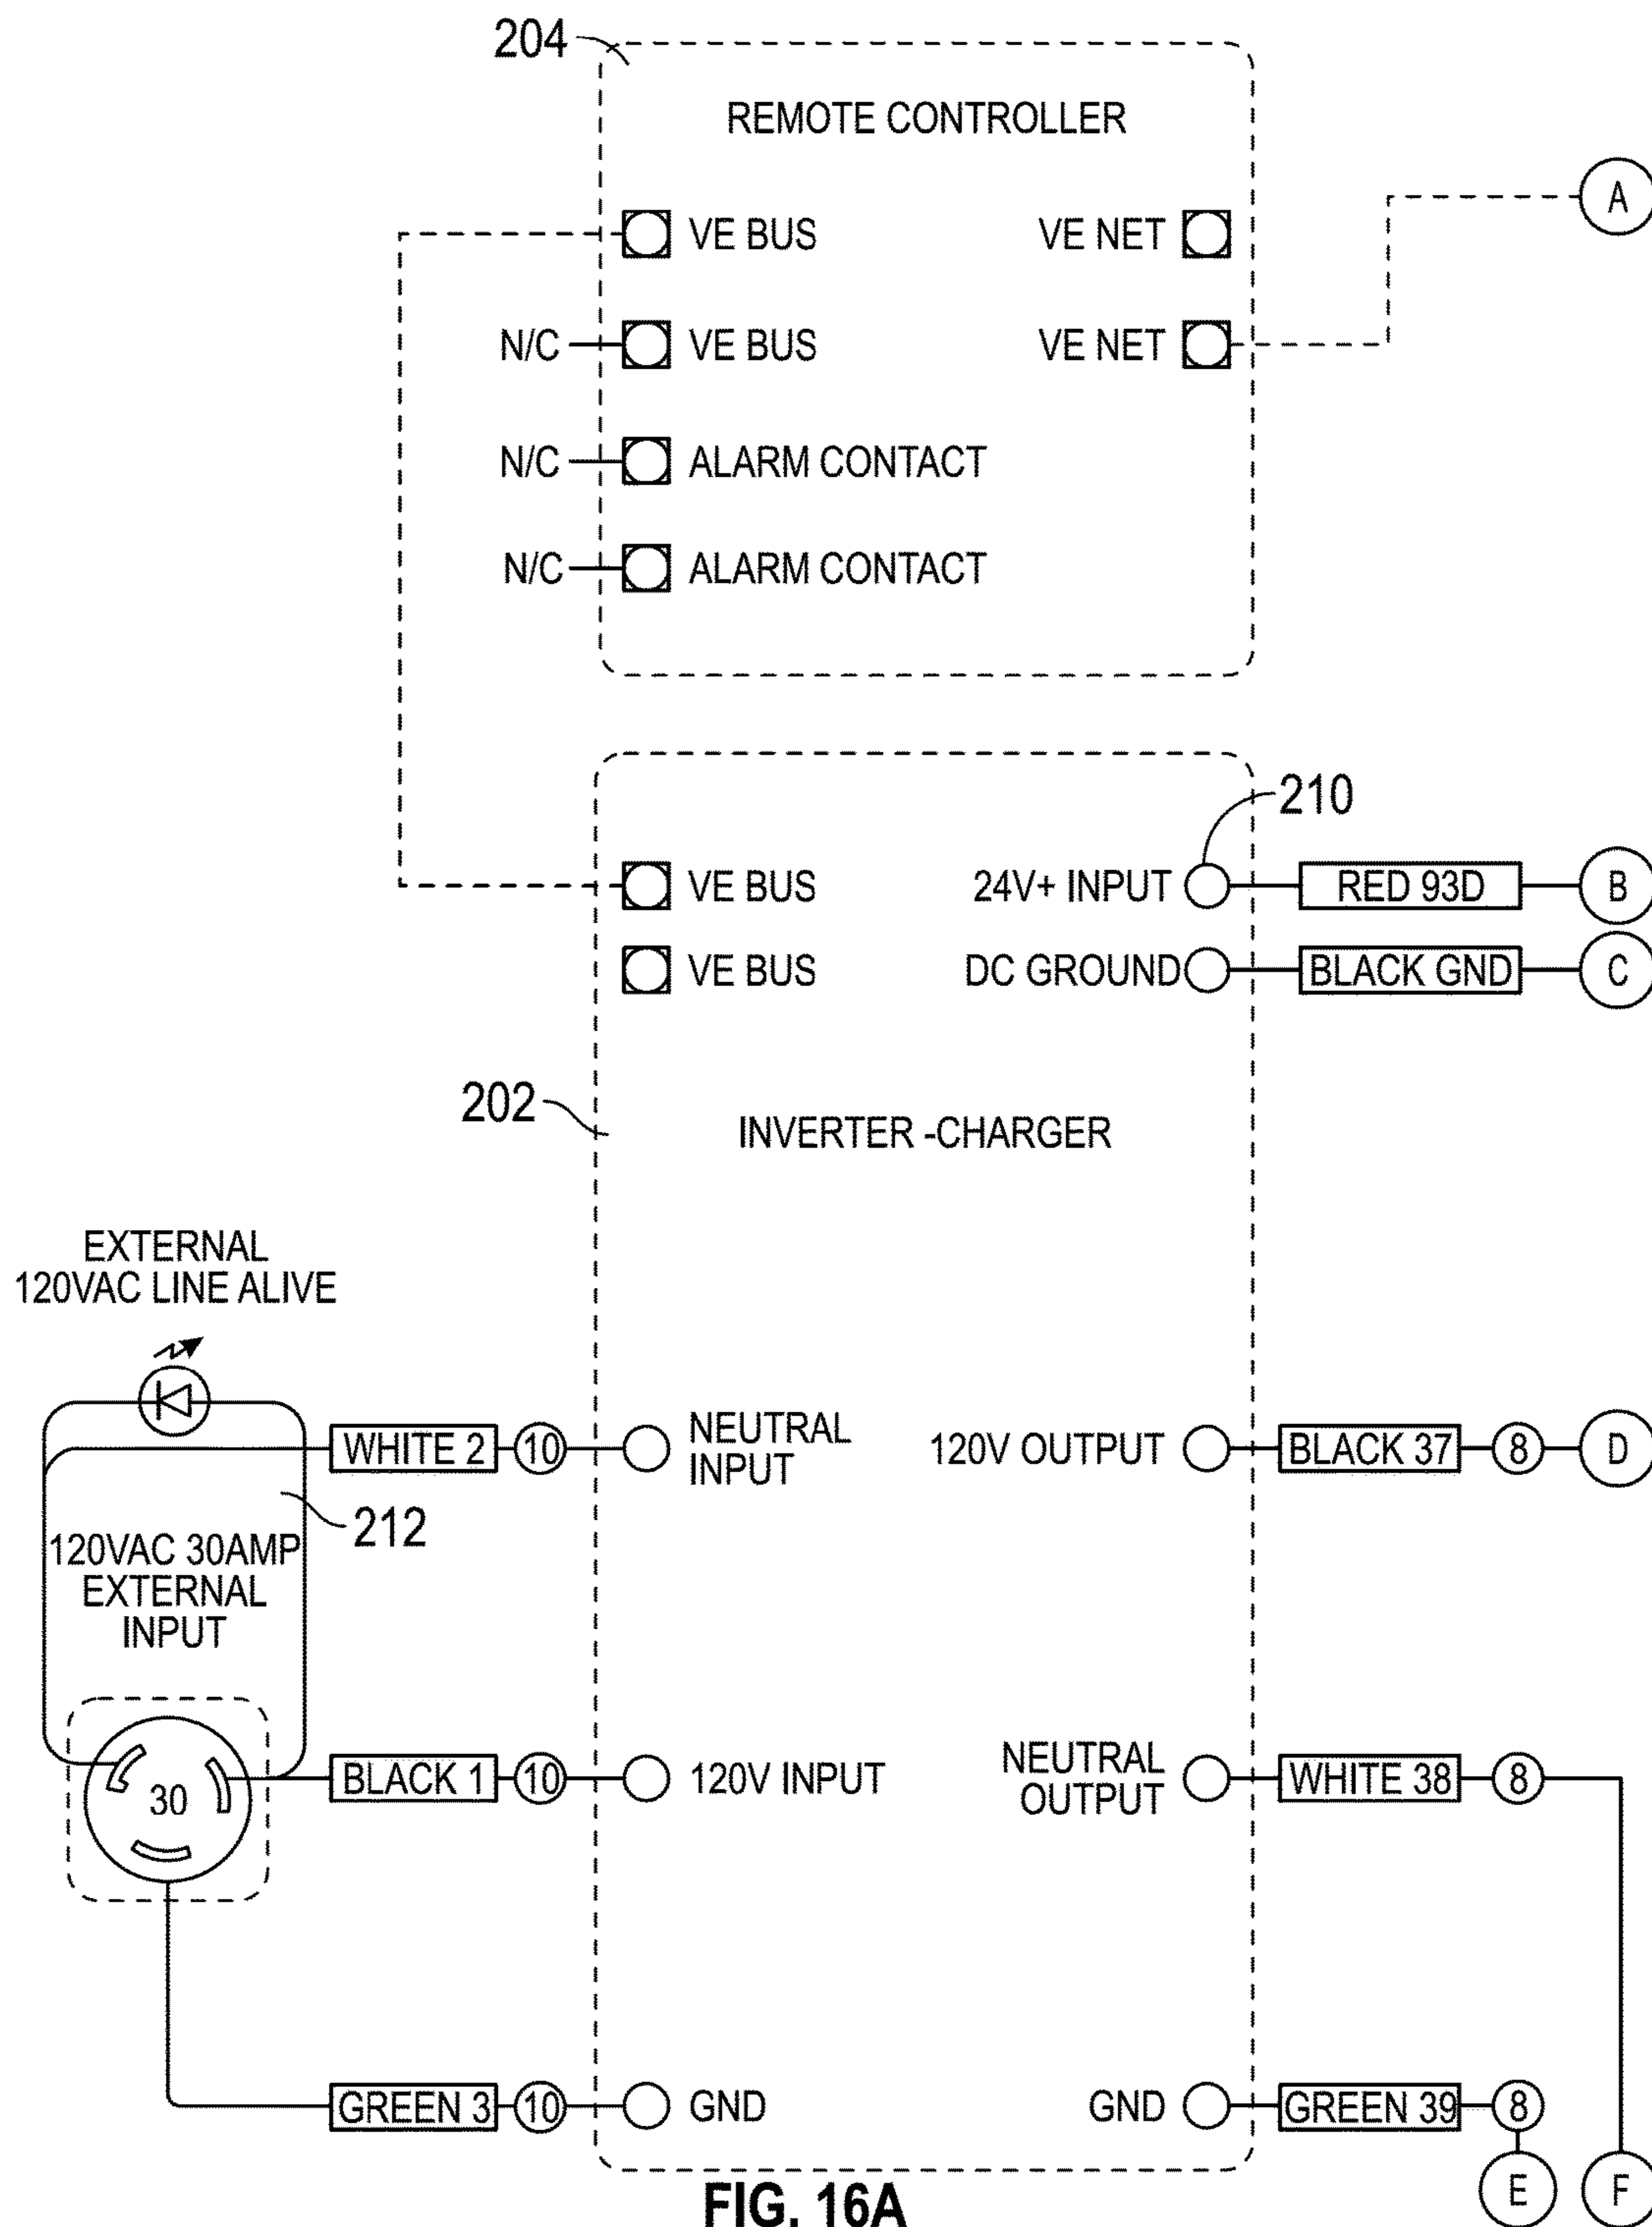 204
REMOTE CONTROLLER
A
VE BUS
VE NET
N/C
VE BUS
VE NET
N/C
ALARM CONTACT
N/C
ALARM CONTACT
210
VE BUS
24V+ INPUT
RED 93D
B
VE BUS
DC GROUND
BLACK GND
C
202
INVERTER -CHARGER
EXTERNAL
120VAC LINE ALIVE
WHITE 2
10
NEUTRAL
INPUT
120V OUTPUT
BLACK 37
8
D
212
120VAC 30AMP
EXTERNAL
INPUT
30
BLACK 1
10
120V INPUT
NEUTRAL
OUTPUT
WHITE 38
8
GREEN 3
10
GND
GND
GREEN 39
8
E
F
FIG. 16A